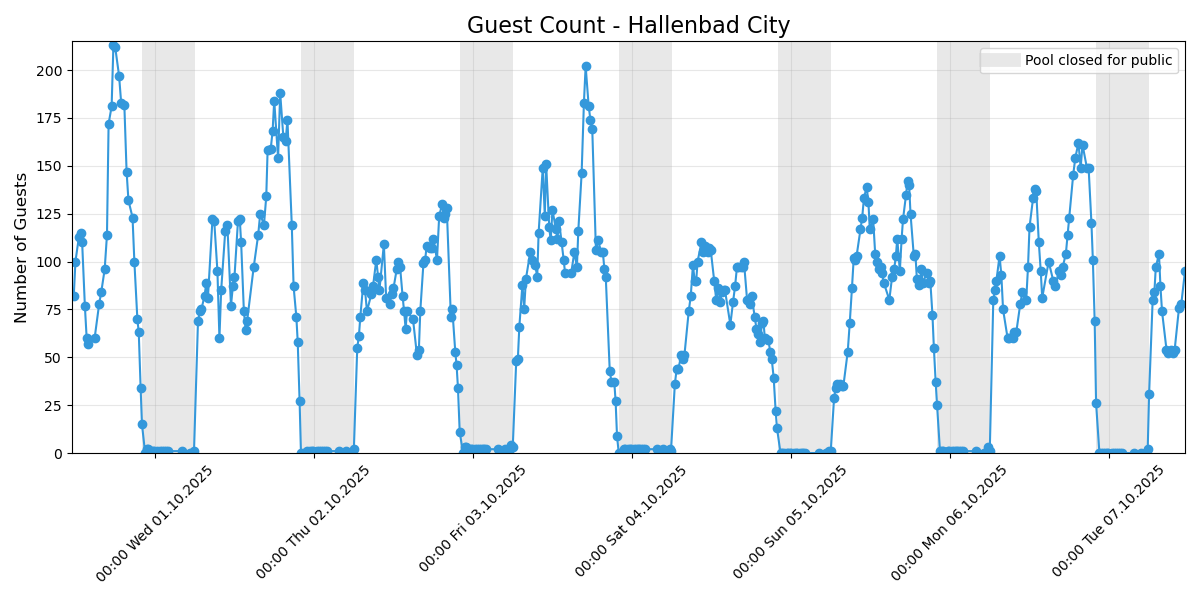 Guest Count - Hallenbad City
Pool closed for public
Number of Guests
200
175
150
125
100
75
50
25
0
00:00 Wed 01.10.2025
00:00 Thu 02.10.2025
00:00 Fri 03.10.2025
00:00 Sat 04.10.2025
00:00 Sun 05.10.2025
00:00 Mon 06.10.2025
00:00 Tue 07.10.2025